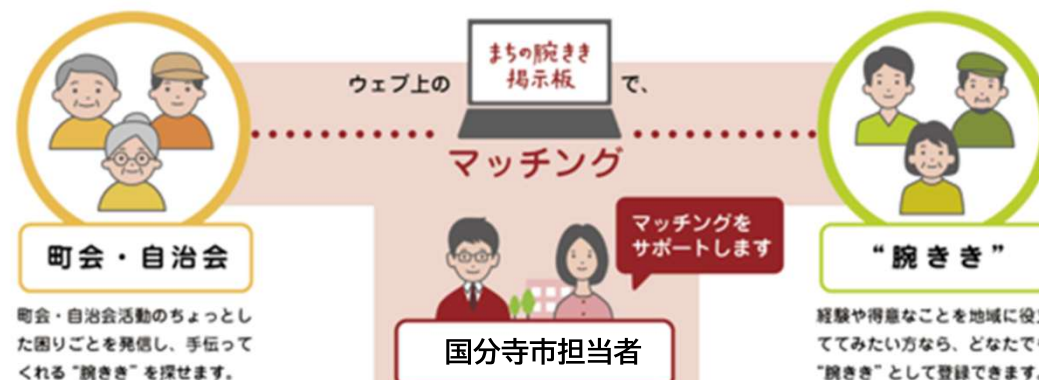 まちの腕きき
掲示板
ウェブ上の
で、
マッチング
マッチングを
サポートします
町会・自治会
“腕きき”
国分寺市担当者
町会・自治会活動のちょっとし
た困りごとを発信し、手伝って
くれる“腕きき”を探せます。
経験や得意なことを地域に役立
ててみたい方なら、どなたでも
“腕きき”として登録できます。